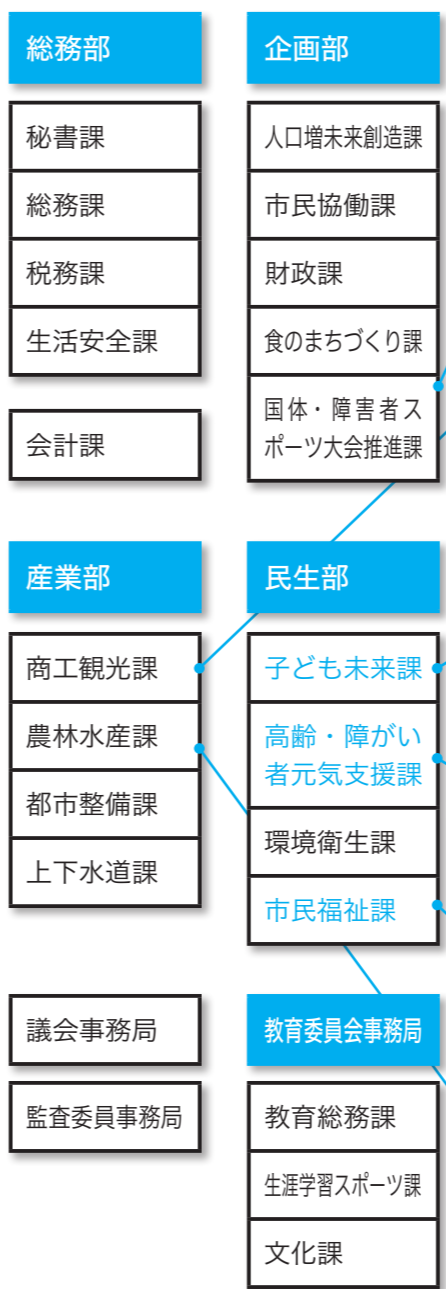 総務部
秘書課
総務課
税務課
生活安全課
会計課
企画部
人口増未来創造課
市民協働課
財政課
食のまちづくり課
国体・障害者ス
ポーツ大会推進課
産業部
商工観光課
農林水産課
都市整備課
上下水道課
民生部
子ども未来課
高齢・障がい
者元気支援課
環境衛生課
市民福祉課
議会事務局
監査委員事務局
教育委員会事務局
教育総務課
生涯学習スポーツ課
文化課